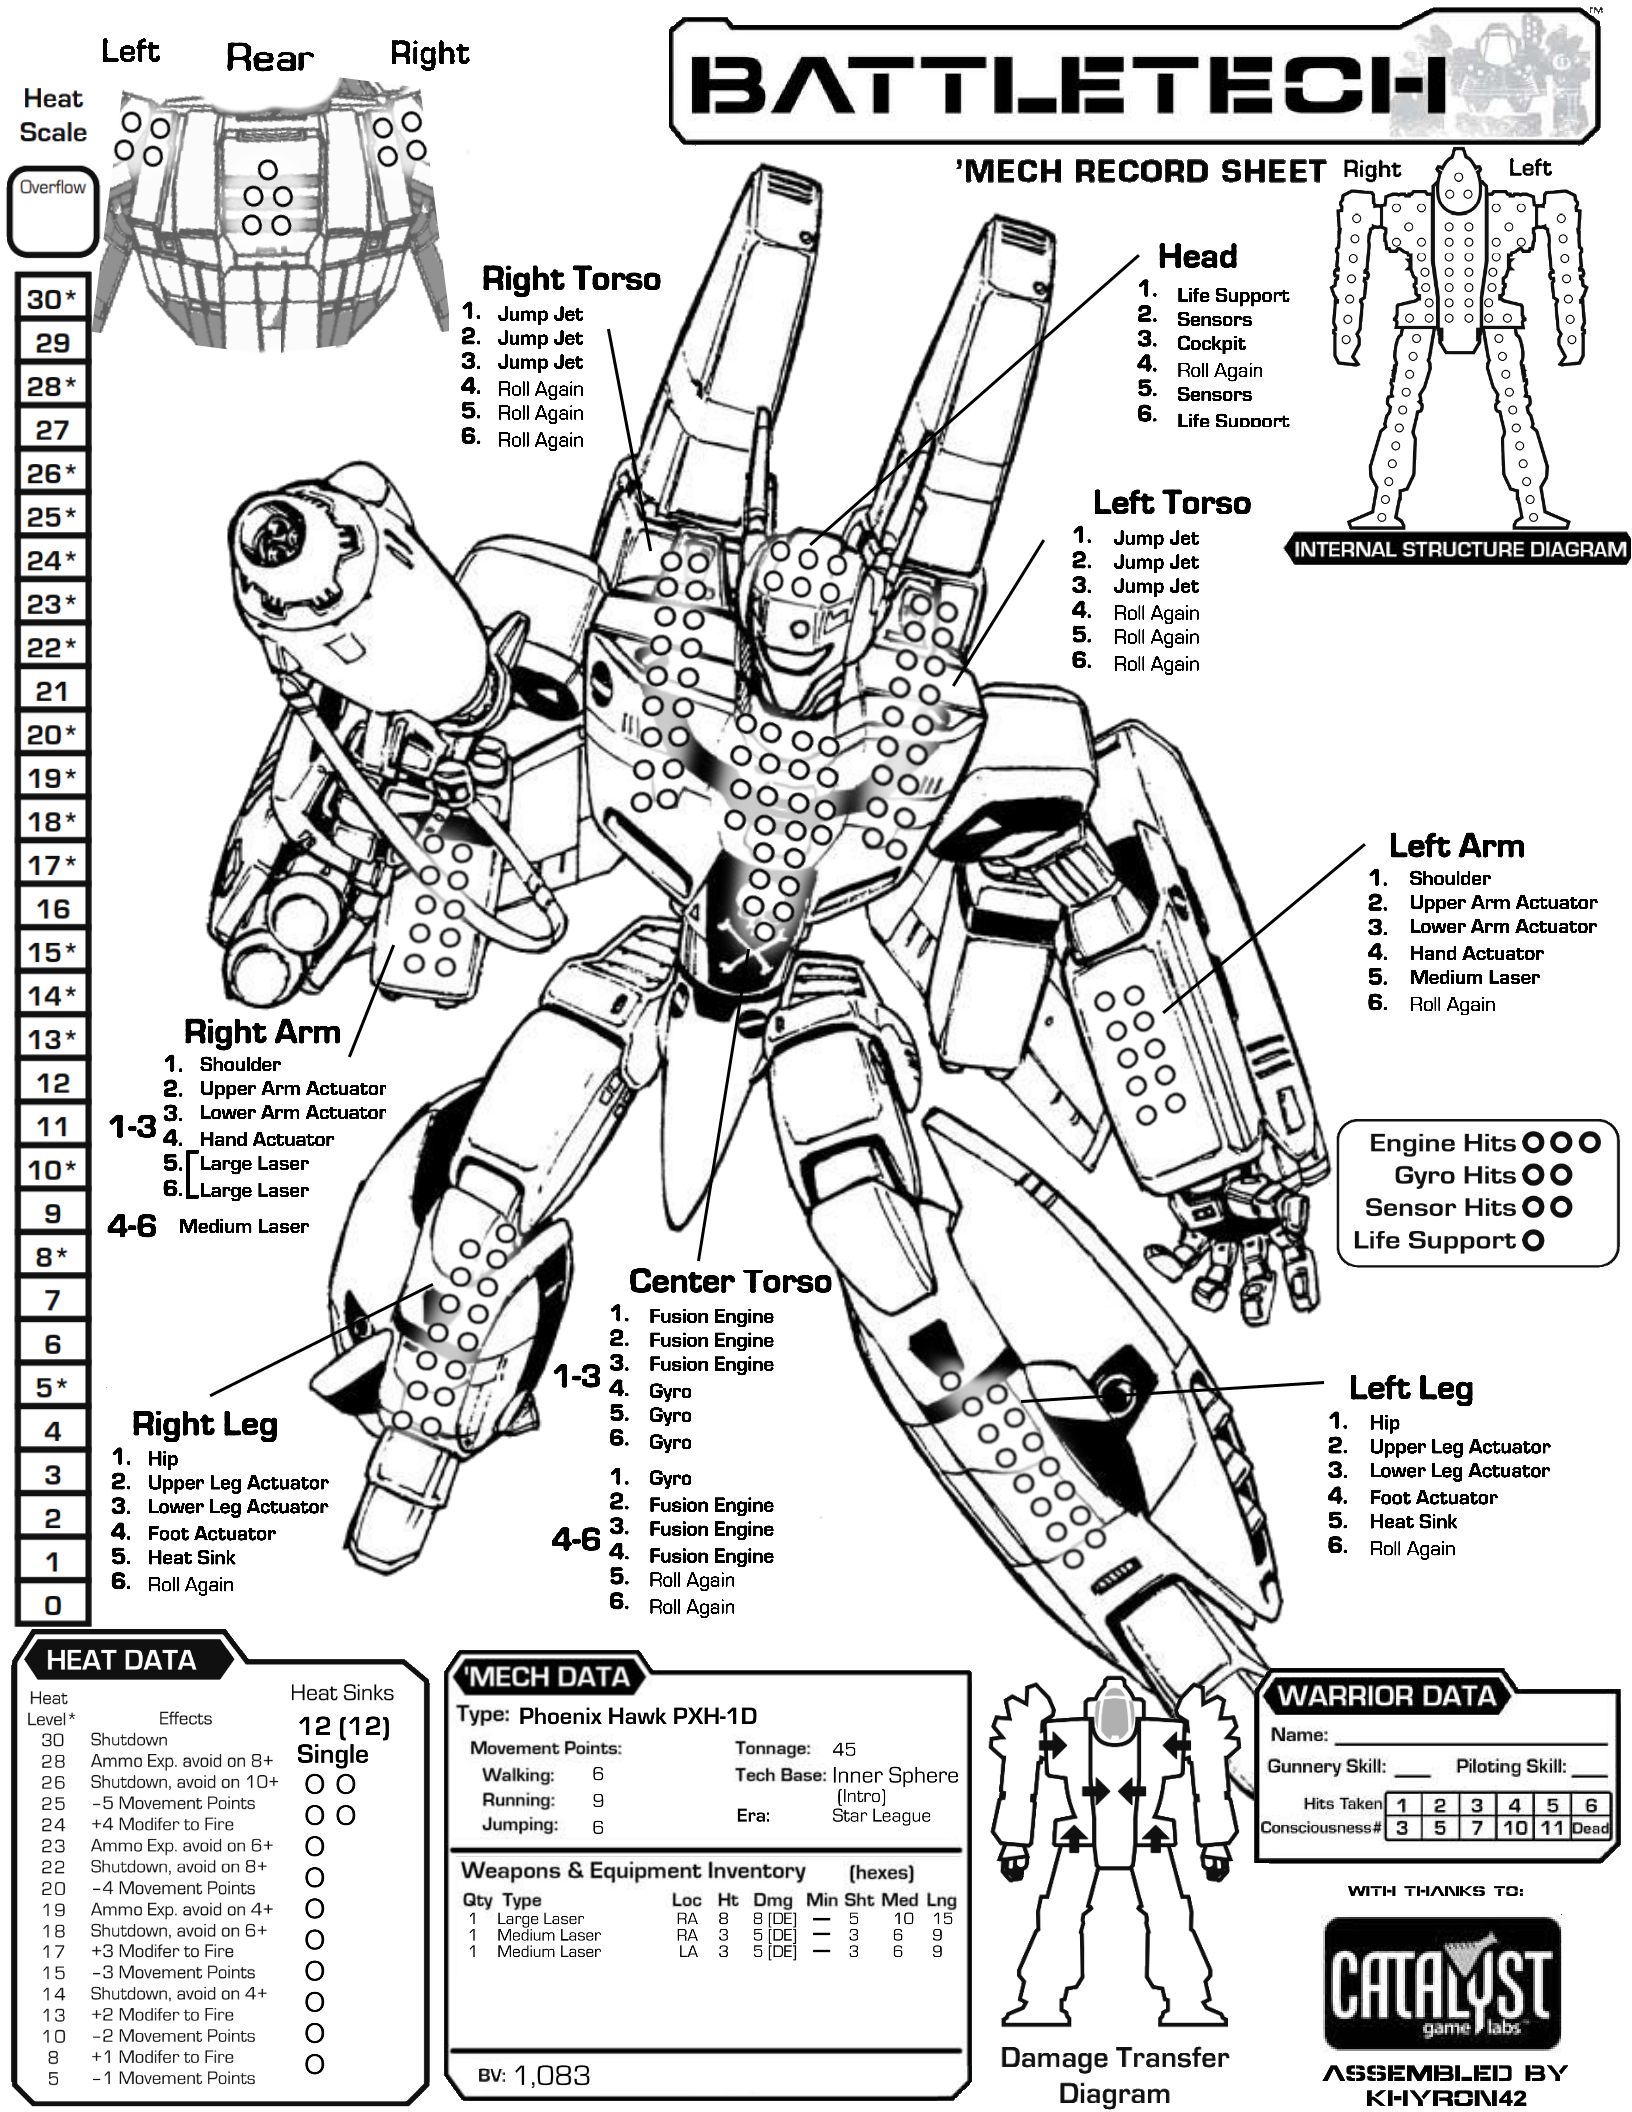 Left Rear Right
Heat
Scale
Overflow
30*
29
28*
27
26*
25*
24*
23*
22*
21
20*
19*
18*
17*
16
15*
14*
13*
12
11
10*
9
8*
7
6
5*
4
3
2
1
0
BATTLETECH
TM
'MECH RECORD SHEET
Right Left
INTERNAL STRUCTURE DIAGRAM
Right Torso
1. Jump Jet
2. Jump Jet
3. Jump Jet
4. Roll Again
5. Roll Again
6. Roll Again
Head
1. Life Support
2. Sensors
3. Cockpit
4. Roll Again
5. Sensors
6. Life Support
Left Torso
1. Jump Jet
2. Jump Jet
3. Jump Jet
4. Roll Again
5. Roll Again
6. Roll Again
Left Arm
1. Shoulder
2. Upper Arm Actuator
3. Lower Arm Actuator
4. Hand Actuator
5. Medium Laser
6. Roll Again
Right Arm
1-3
1. Shoulder
2. Upper Arm Actuator
3. Lower Arm Actuator
4. Hand Actuator
5. Large Laser
6. Large Laser
4-6 Medium Laser
Engine Hits
Gyro Hits
Sensor Hits
Life Support
Center Torso
1-3
1. Fusion Engine
2. Fusion Engine
3. Fusion Engine
4. Gyro
5. Gyro
6. Gyro
4-6
1. Gyro
2. Fusion Engine
3. Fusion Engine
4. Fusion Engine
5. Roll Again
6. Roll Again
Right Leg
1. Hip
2. Upper Leg Actuator
3. Lower Leg Actuator
4. Foot Actuator
5. Heat Sink
6. Roll Again
Left Leg
1. Hip
2. Upper Leg Actuator
3. Lower Leg Actuator
4. Foot Actuator
5. Heat Sink
6. Roll Again
HEAT DATA
Heat
Level* Effects
Heat Sinks
12 (12)
Single
30 Shutdown
28 Ammo Exp. avoid on 8+
26 Shutdown, avoid on 10+
25 -5 Movement Points
24 +4 Modifer to Fire
23 Ammo Exp. avoid on 6+
22 Shutdown, avoid on 8+
20 -4 Movement Points
19 Ammo Exp. avoid on 4+
18 Shutdown, avoid on 6+
17 +3 Modifer to Fire
15 -3 Movement Points
14 Shutdown, avoid on 4+
13 +2 Modifer to Fire
10 -2 Movement Points
8 +1 Modifer to Fire
5 -1 Movement Points
'MECH DATA
Type: Phoenix Hawk PXH-1D
Movement Points: Tonnage: 45
Walking: 6 Tech Base: Inner Sphere
Running: 9 (Intro)
Jumping: 6 Era: Star League
Weapons & Equipment Inventory (hexes)
Qty Type Loc Ht Dmg Min Sht Med Lng
1 Large Laser RA 8 8 [DE] — 5 10 15
1 Medium Laser RA 3 5 [DE] — 3 6 9
1 Medium Laser LA 3 5 [DE] — 3 6 9
BV: 1,083
Damage Transfer
Diagram
WARRIOR DATA
Name:
Gunnery Skill: Piloting Skill:
Hits Taken 1 2 3 4 5 6
Consciousness# 3 5 7 10 11 Dead
WITH THANKS TO:
CATALYST
game labs
ASSEMBLED BY
KHYRON42